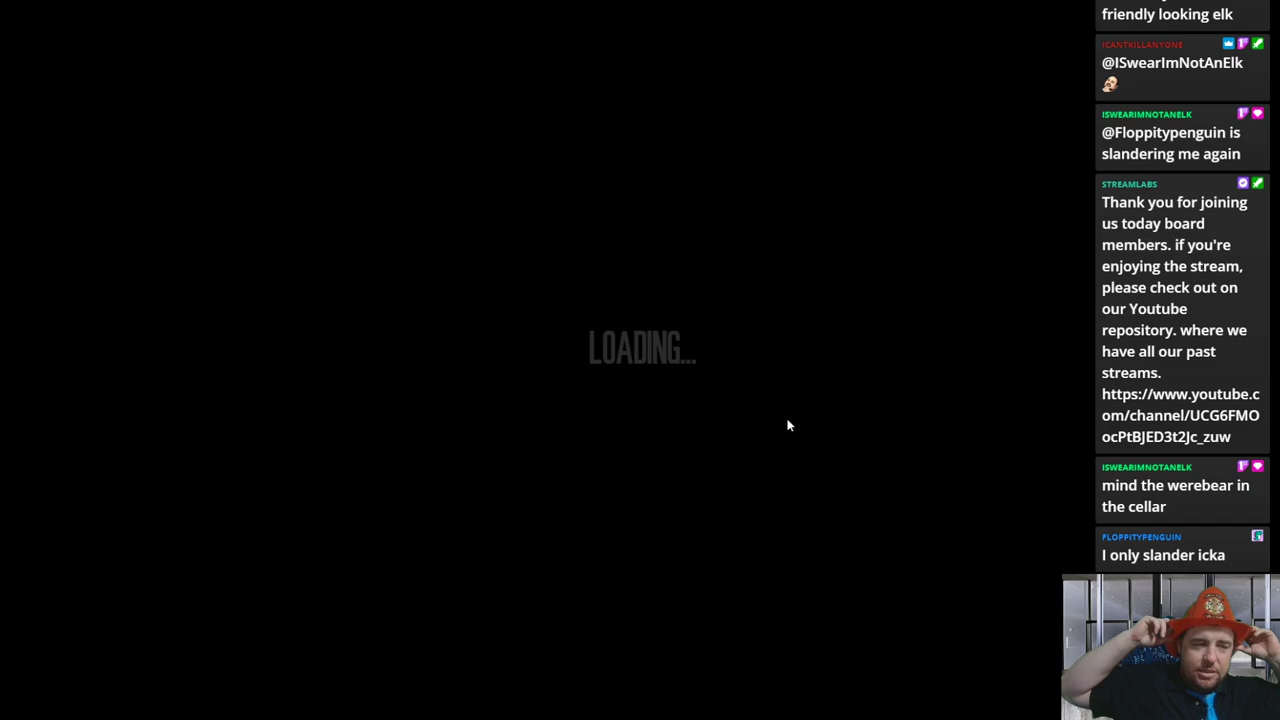 friendly looking elk
ICANTKILLANYONE
@ISwearImNotAnElk
ISWEARIMNOTANELK
@Floppitypenguin is
slandering me again
STREAMLABS
Thank you for joining
us today board
members. if you're
enjoying the stream,
please check out on
our Youtube
repository. where we
have all our past
streams.
https://www.youtube.c
om/channel/UCG6FMO
ocPtBJED3t2Jc_zuw
ISWEARIMNOTANELK
mind the werebear in
the cellar
FLOPPITYPENGUIN
I only slander icka
LOADING...